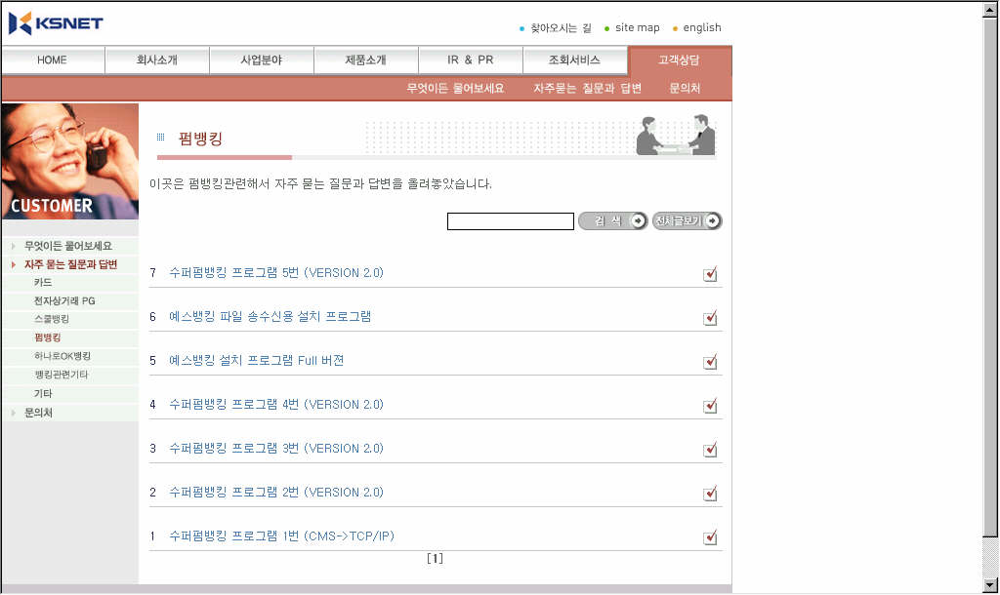 KSNET
찾아오시는 길 site map english
HOME 회사소개 사업분야 제품소개 IR & PR 조회서비스 고객상담
무엇이든 물어보세요 자주묻는 질문과 답변 문의처
CUSTOMER
무엇이든 물어보세요
자주 묻는 질문과 답변
카드
전자상거래 PG
스쿨뱅킹
펌뱅킹
하나로OK뱅킹
뱅킹관련기타
기타
문의처
펌뱅킹
이곳은 펌뱅킹관련해서 자주 묻는 질문과 답변을 올려놓았습니다.
검 색 전체글보기
7 수퍼펌뱅킹 프로그램 5번 (VERSION 2.0)
6 예스뱅킹 파일 송수신용 설치 프로그램
5 예스뱅킹 설치 프로그램 Full 버젼
4 수퍼펌뱅킹 프로그램 4번 (VERSION 2.0)
3 수퍼펌뱅킹 프로그램 3번 (VERSION 2.0)
2 수퍼펌뱅킹 프로그램 2번 (VERSION 2.0)
1 수퍼펌뱅킹 프로그램 1번 (CMS->TCP/IP)
[1]